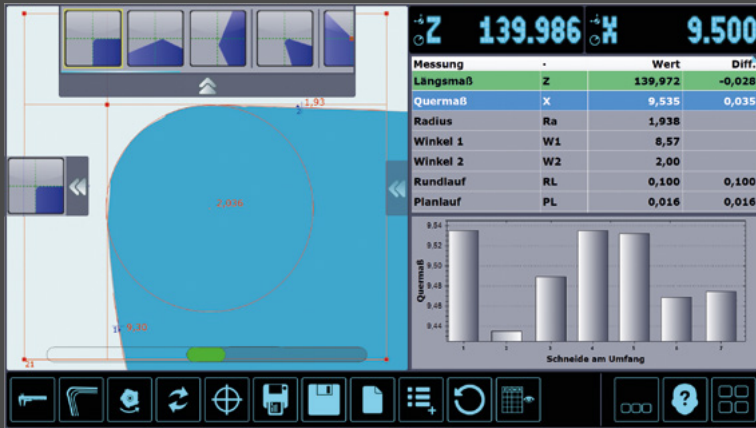 Z 139.986 X 9.500
Messung - Wert Diff.
Längsmaß Z 139,972 -0,028
Quermaß X 9,535 0,035
Radius Ra 1,938
Winkel 1 W1 8,57
Winkel 2 W2 2,00
Rundlauf RL 0,100 0,100
Planlauf PL 0,016 0,016
1,93
2
2,036
1
21
Quermaß
9,54
9,52
9,50
9,48
9,46
9,44
1 2 3 4 5 6 7
Schneide am Umfang